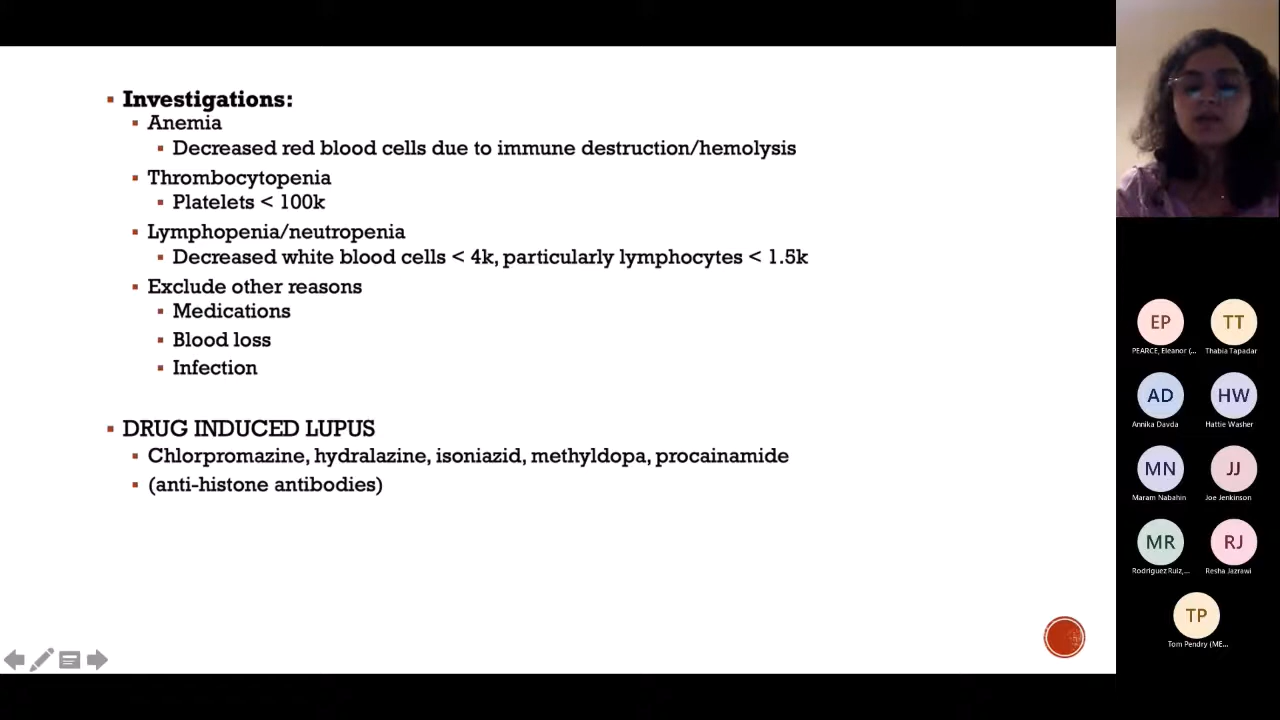 Investigations:
Anemia
Decreased red blood cells due to immune destruction/hemolysis
Thrombocytopenia
Platelets < 100k
Lymphopenia/neutropenia
Decreased white blood cells < 4k, particularly lymphocytes < 1.5k
Exclude other reasons
Medications
Blood loss
Infection
DRUG INDUCED LUPUS
Chlorpromazine, hydralazine, isoniazid, methyldopa, procainamide
(anti-histone antibodies)
EP
TT
PEARCE, Eleanor (...
Thabia Tapadar
AD
HW
Annika Davda
Hattie Washer
MN
JJ
Maram Nabahin
Joe Jenkinson
MR
RJ
Rodriguez Ruiz,...
Resha Jazrawi
TP
Tom Pendry (ME...